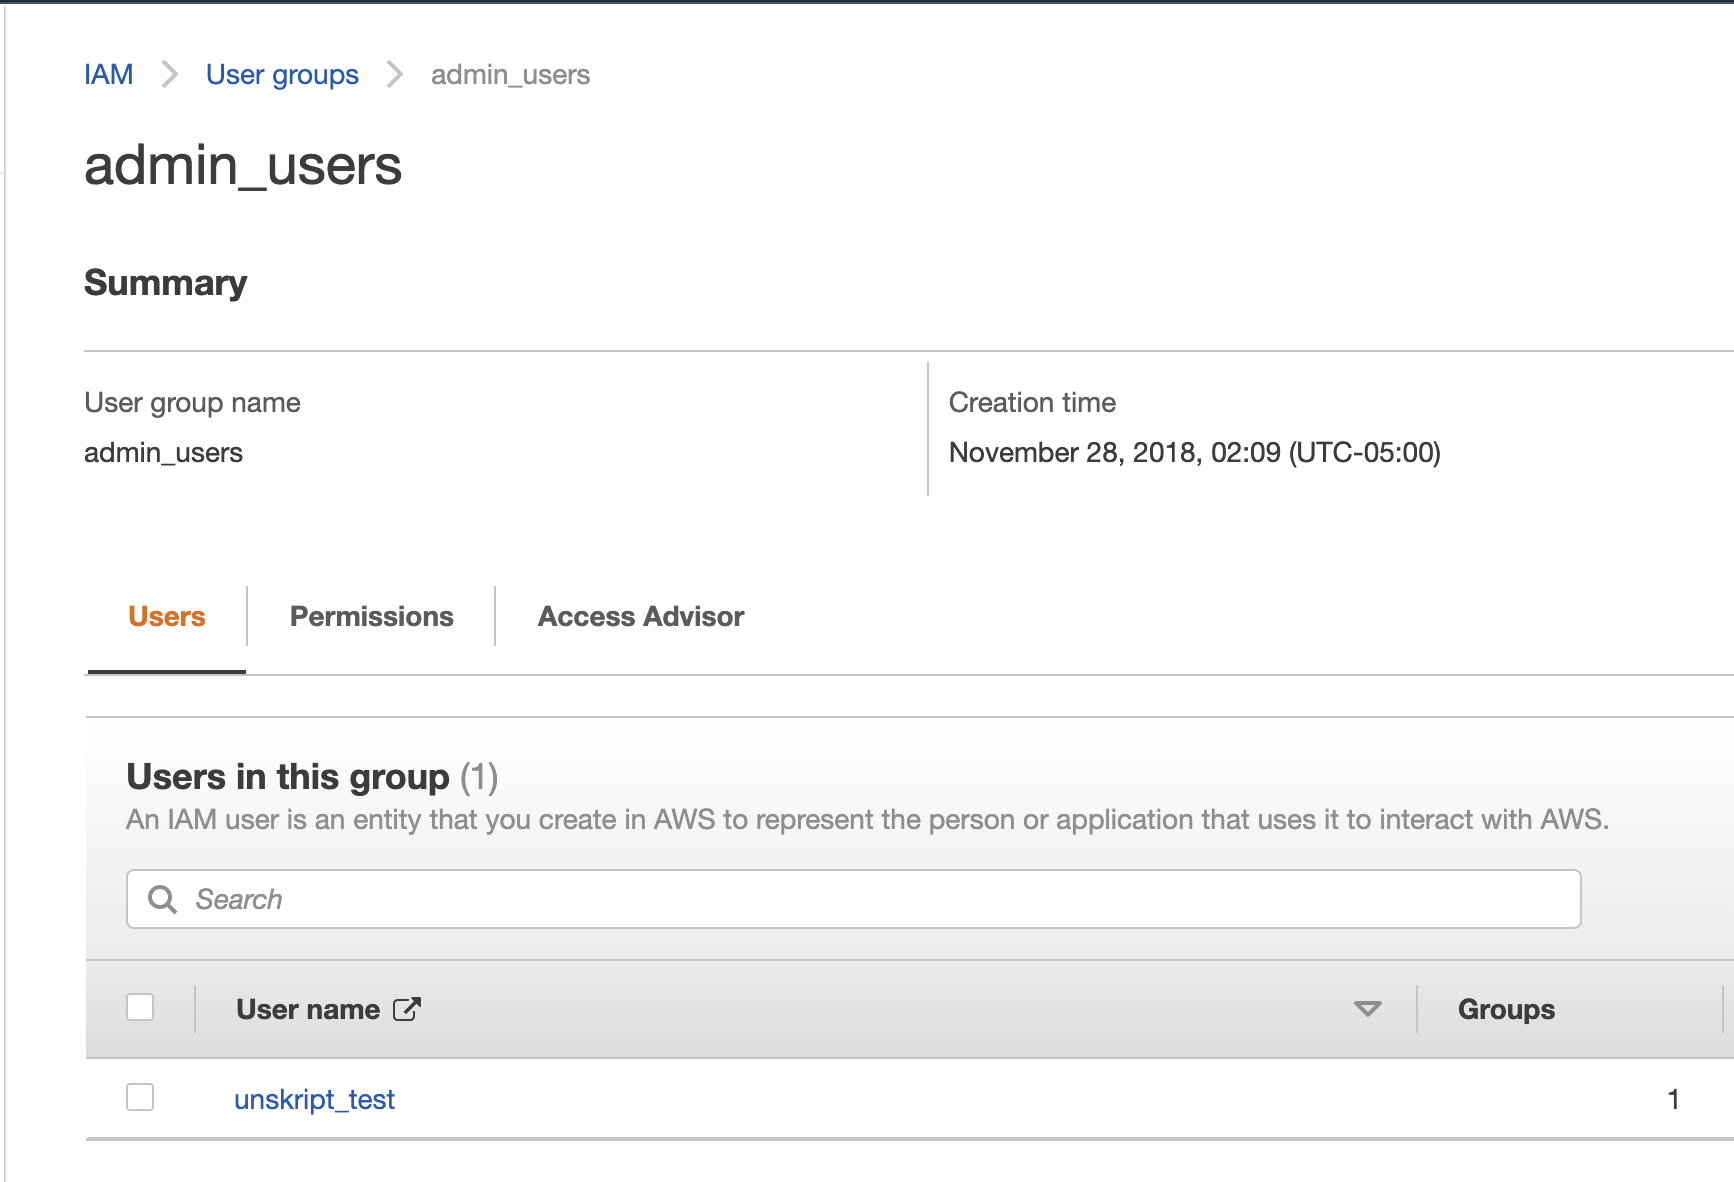 IAM > User groups > admin_users
admin_users
Summary
User group name
admin_users
Creation time
November 28, 2018, 02:09 (UTC-05:00)
Users
Permissions
Access Advisor
Users in this group (1)
An IAM user is an entity that you create in AWS to represent the person or application that uses it to interact with AWS.
Search
User name
Groups
unskript_test
1